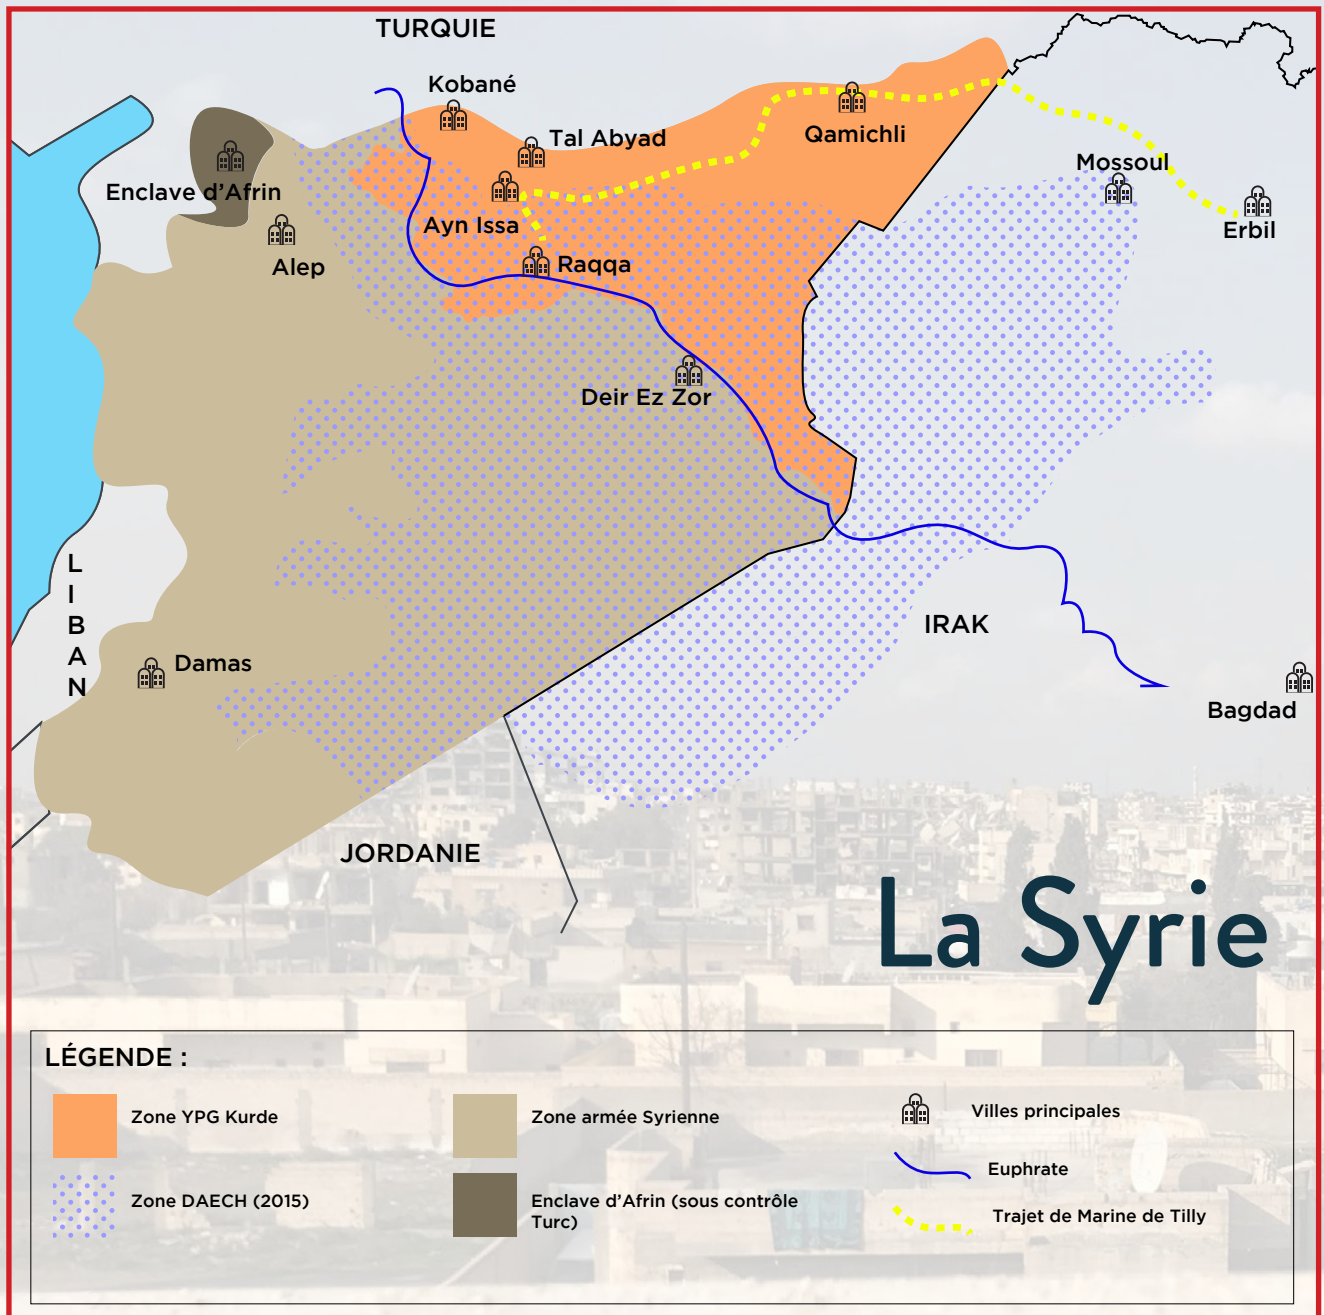 TURQUIE
Kobané
Tal Abyad
Qamichli
Mossoul
Enclave d'Afrin
Ayn Issa
Erbil
Alep
Raqqa
Deir Ez Zor
LIBAN
IRAK
Damas
Bagdad
JORDANIE
La Syrie
LÉGENDE :
Zone YPG Kurde
Zone armée Syrienne
Villes principales
Euphrate
Zone DAECH (2015)
Enclave d'Afrin (sous contrôle
Turc)
Trajet de Marine de Tilly